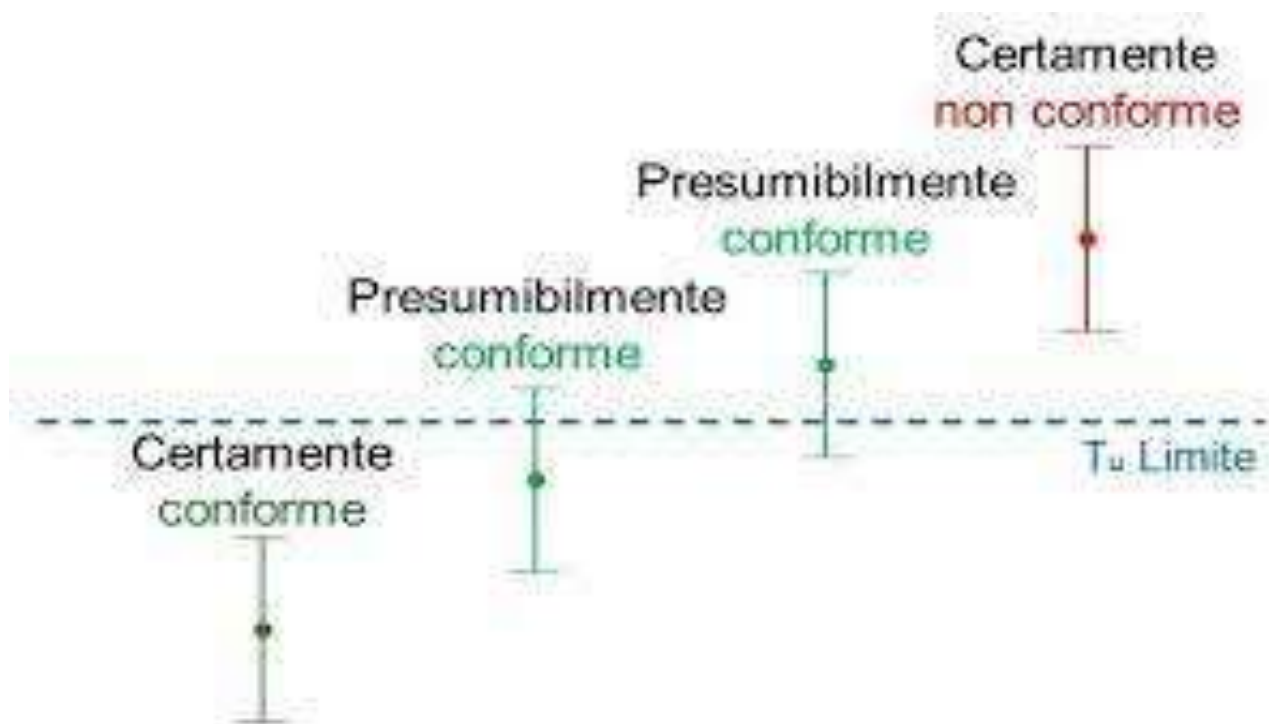 Certamente
non conforme
Presumibilmente
conforme
Presumibilmente
conforme
Certamente
conforme
Tu Limite